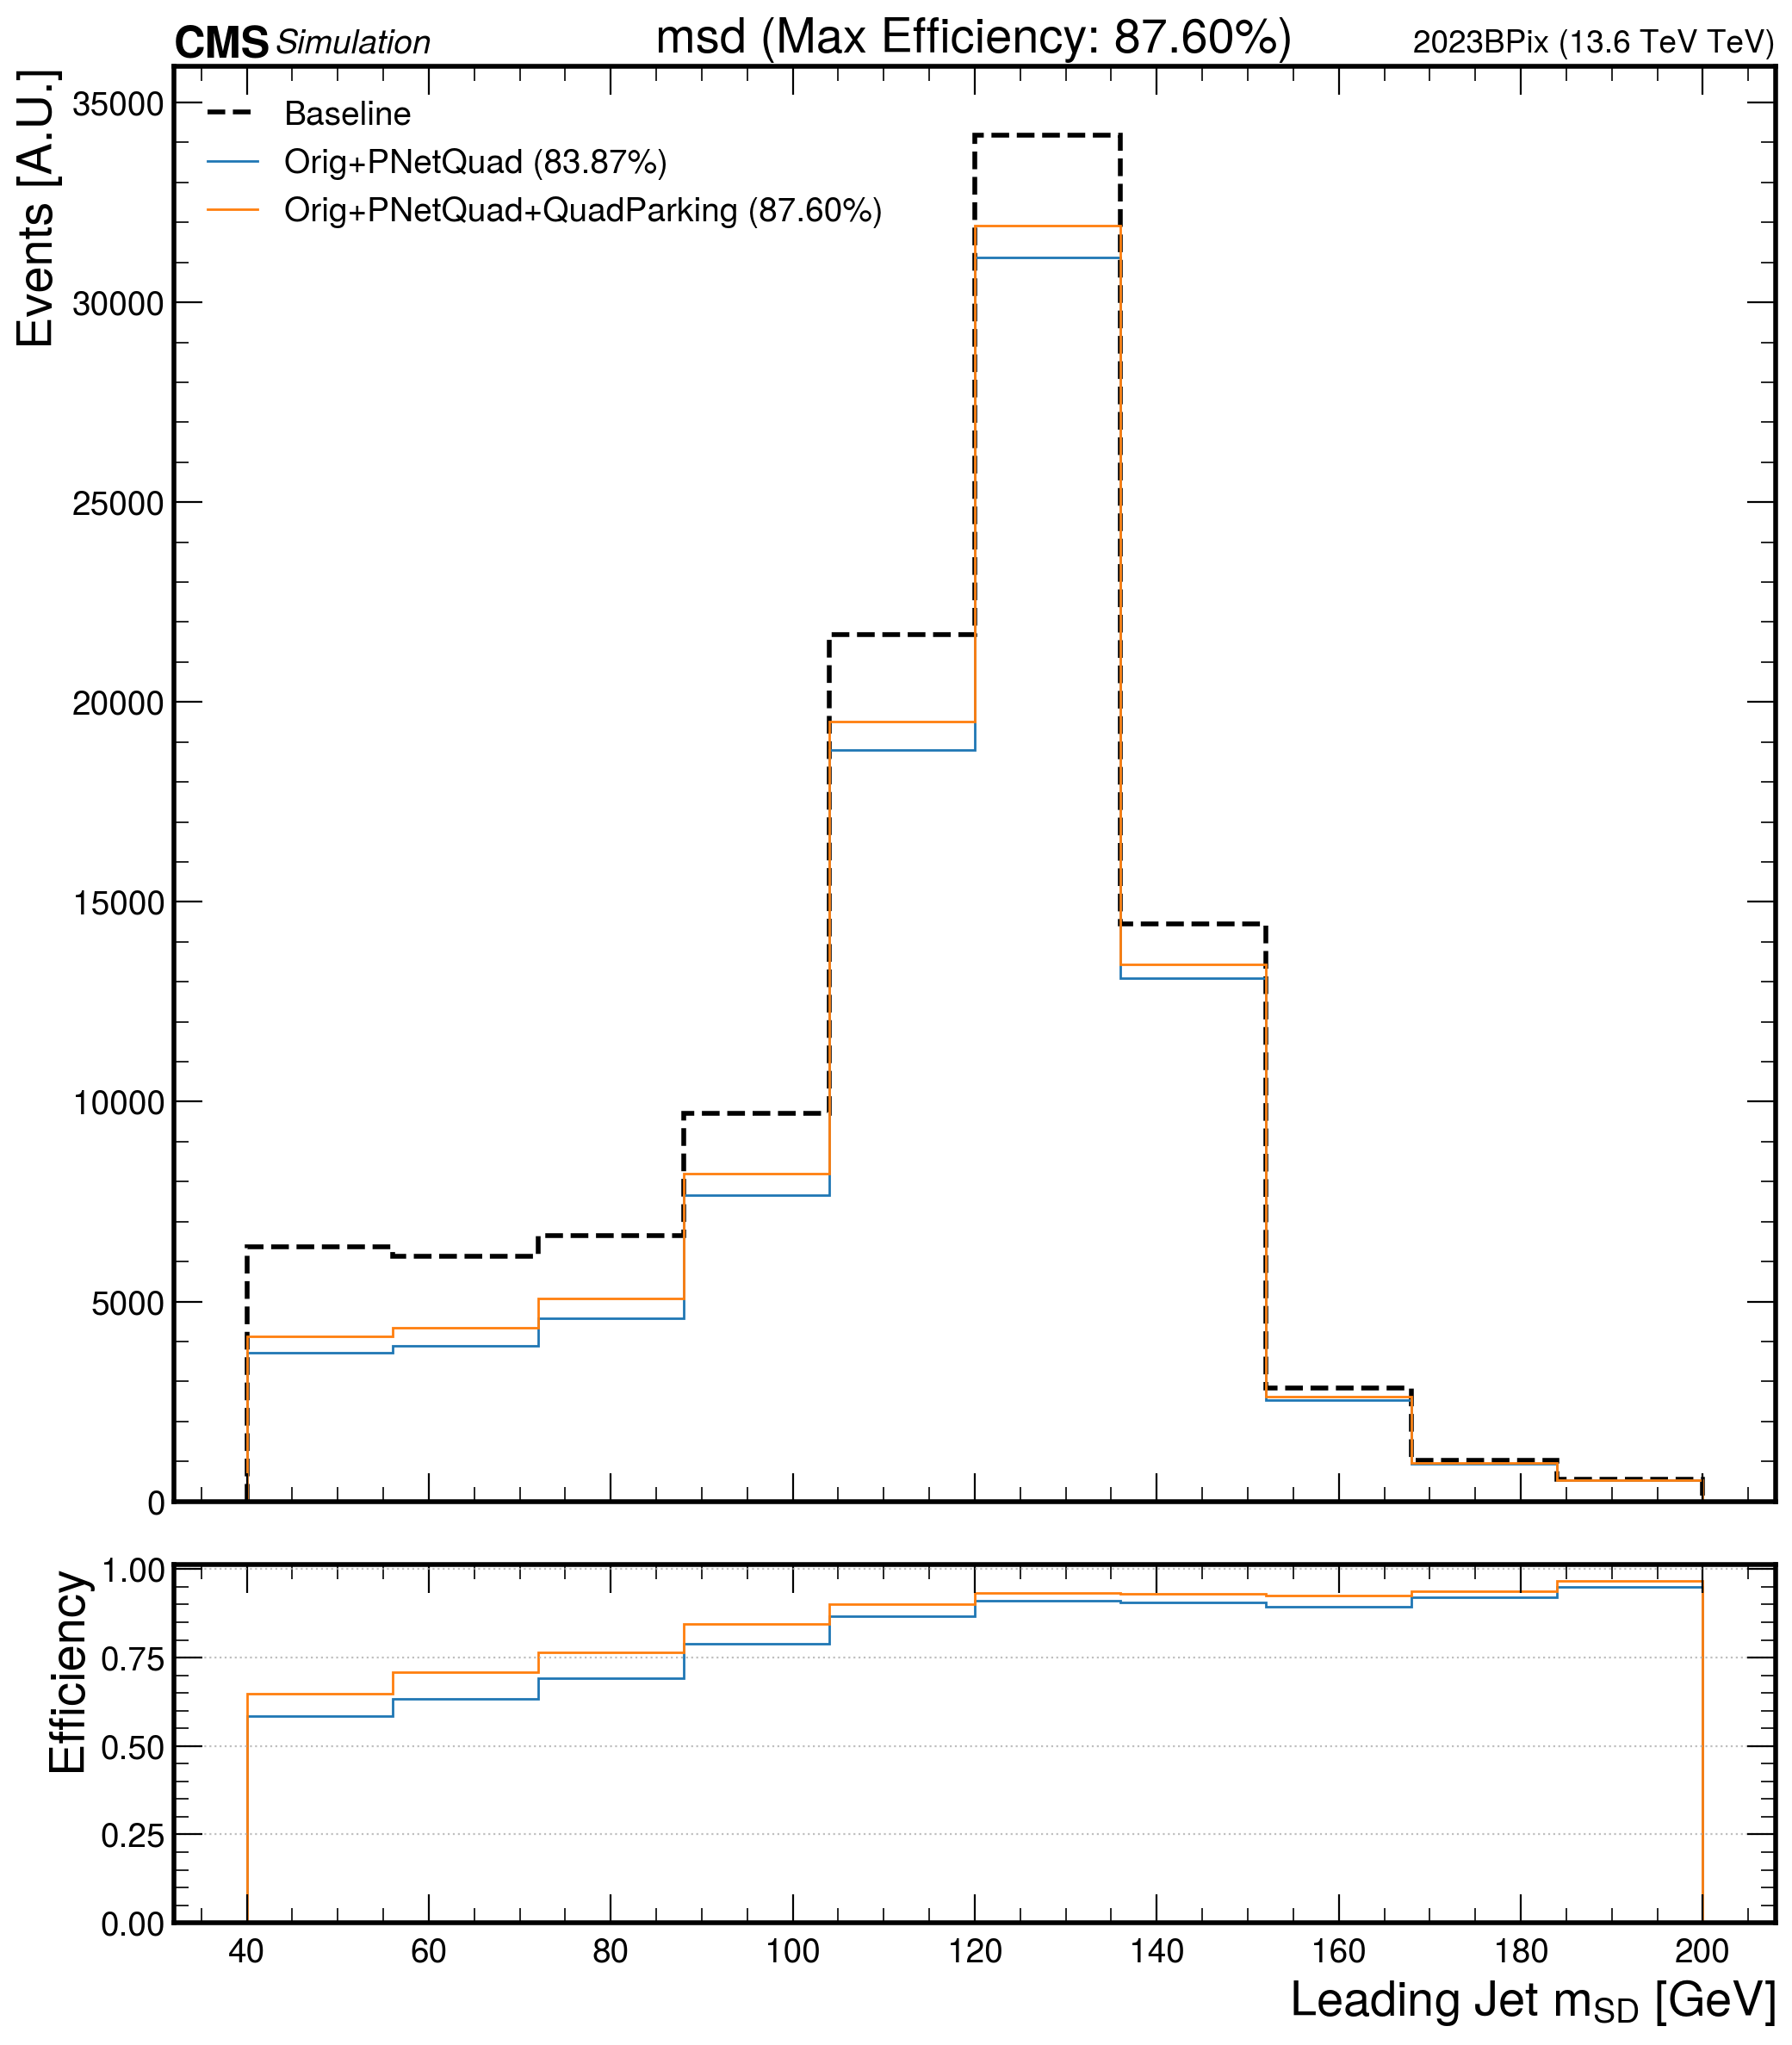 CMS Simulation msd (Max Efficiency: 87.60%) 2023BPix (13.6 TeV TeV)
Events [A.U.]
Baseline
Orig+PNetQuad (83.87%)
Orig+PNetQuad+QuadParking (87.60%)
35000
30000
25000
20000
15000
10000
5000
0
Efficiency
1.00
0.75
0.50
0.25
0.00
40 60 80 100 120 140 160 180 200
Leading Jet mSD [GeV]